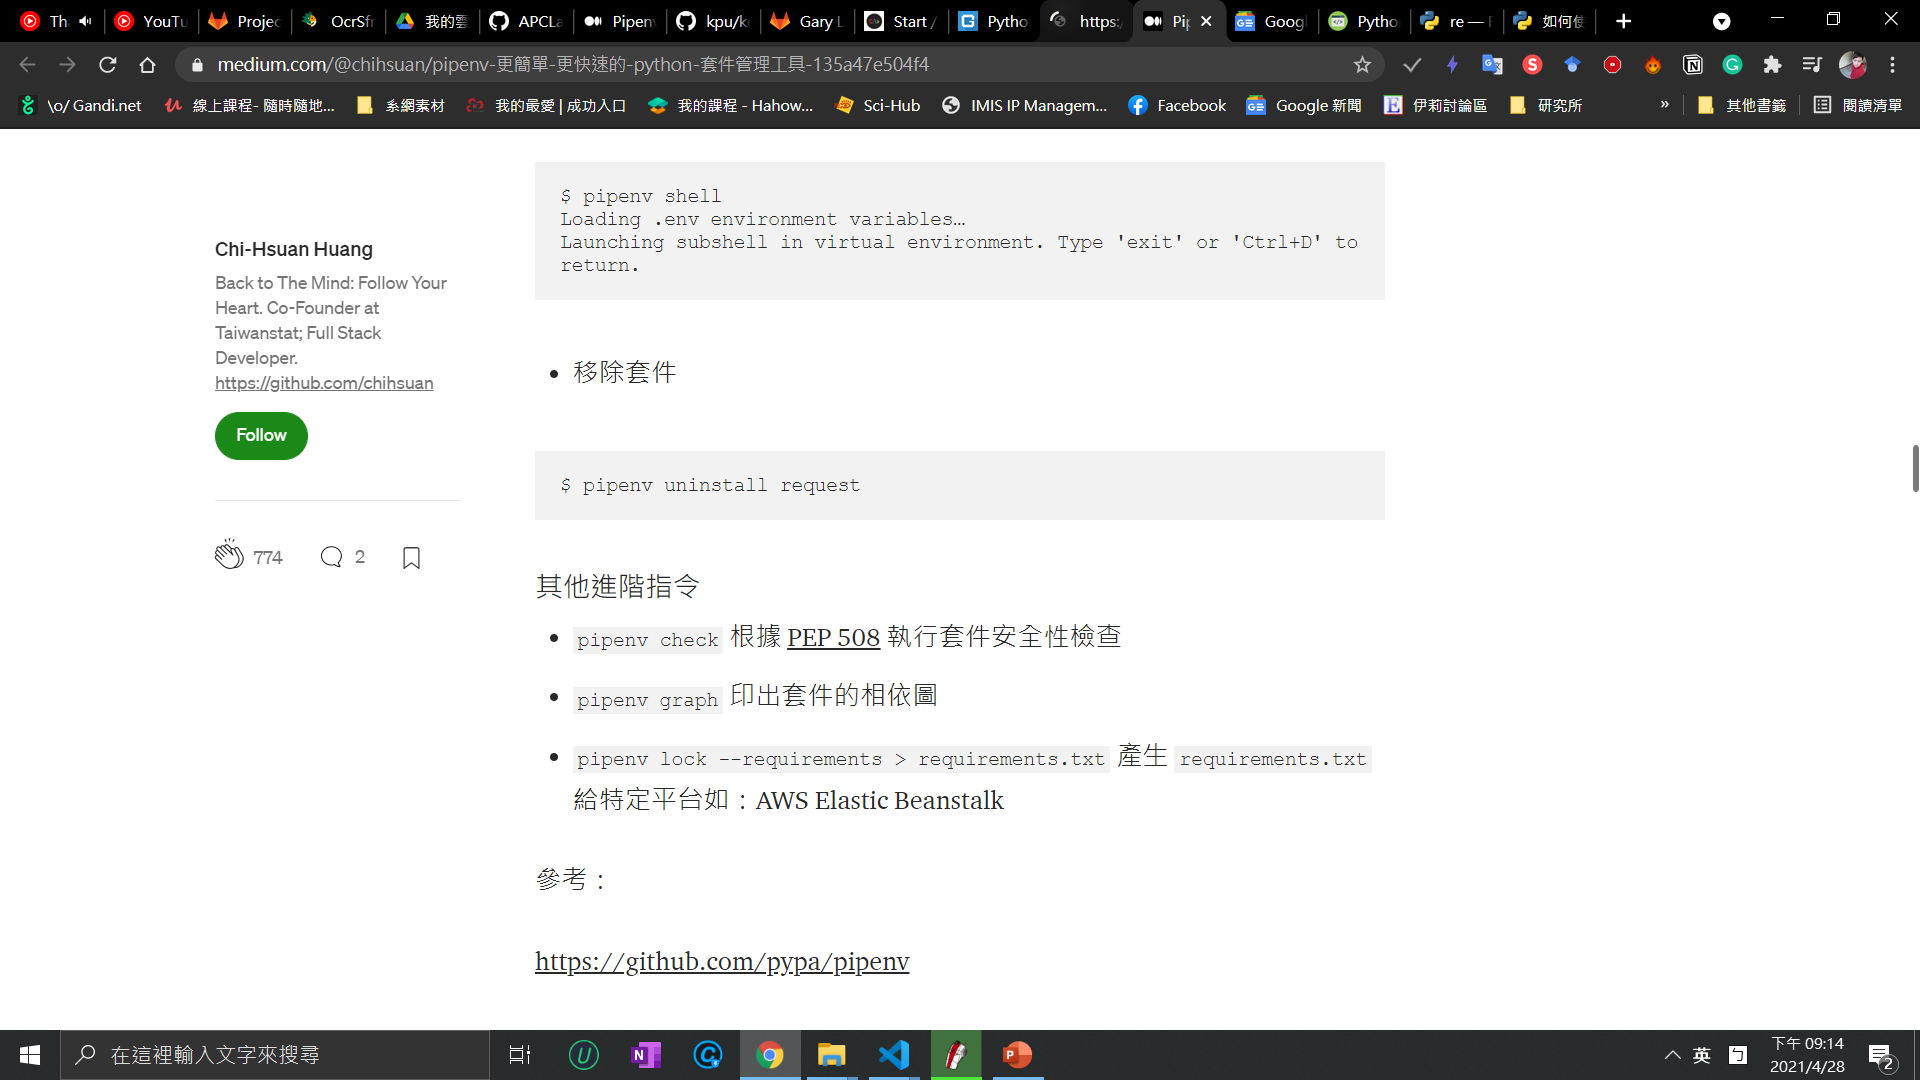 Th
YouTu
Projec
OcrSfr
我的雲
APCLa
Pipenv
kpu/ke
Gary L
Start /
Pytho
https:/
Pip
Googl
Pytho
re — P
如何使
medium.com/@chihsuan/pipenv-更簡單-更快速的-python-套件管理工具-135a47e504f4
\o/ Gandi.net
線上課程- 隨時隨地...
系網素材
我的最愛 | 成功入口
我的課程 - Hahow...
Sci-Hub
IMIS IP Managem...
Facebook
Google 新聞
伊莉討論區
研究所
»
其他書籤
閱讀清單
$ pipenv shell
Loading .env environment variables…
Launching subshell in virtual environment. Type 'exit' or 'Ctrl+D' to
return.
Chi-Hsuan Huang
Back to The Mind: Follow Your
Heart. Co-Founder at
Taiwanstat; Full Stack
Developer.
https://github.com/chihsuan
Follow
774
2
• 移除套件
$ pipenv uninstall request
其他進階指令
• pipenv check 根據 PEP 508 執行套件安全性檢查
• pipenv graph 印出套件的相依圖
• pipenv lock --requirements > requirements.txt 產生 requirements.txt
給特定平台如：AWS Elastic Beanstalk
參考：
https://github.com/pypa/pipenv
在這裡輸入文字來搜尋
英
下午 09:14
2021/4/28
2